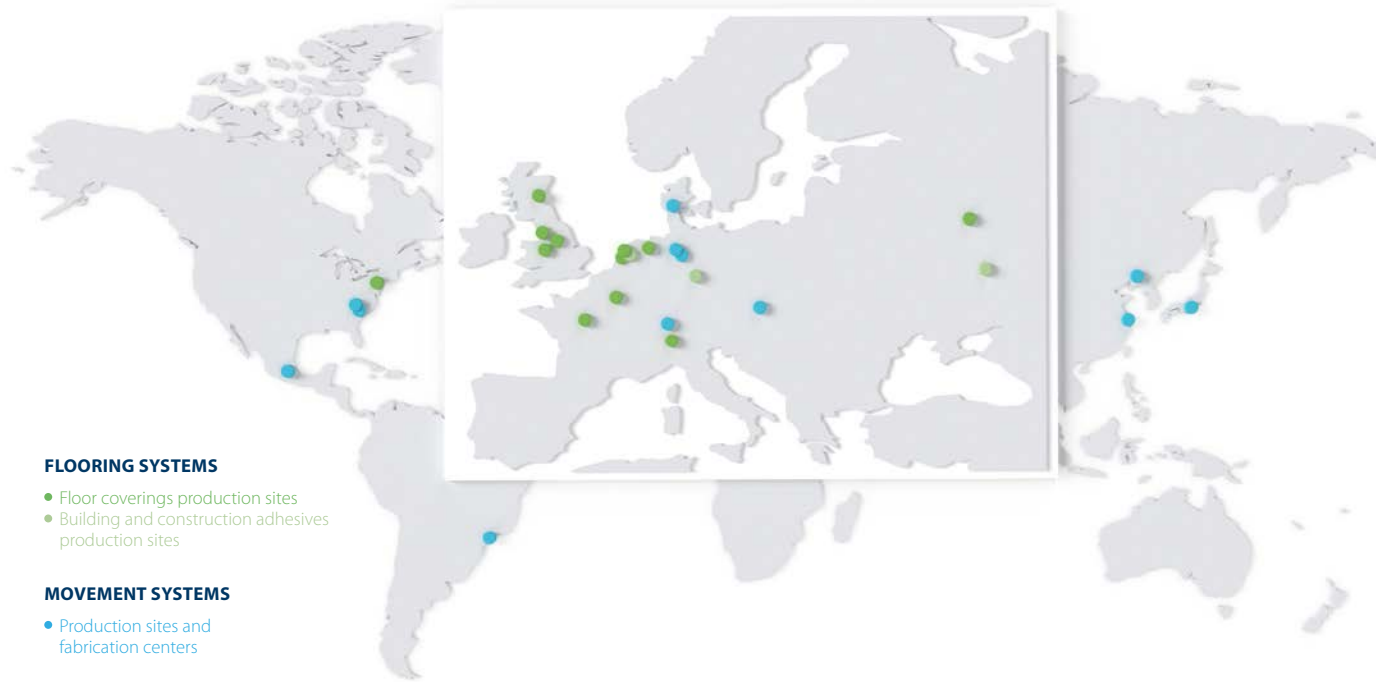 FLOORING SYSTEMS
Floor coverings production sites
Building and construction adhesives
production sites
MOVEMENT SYSTEMS
Production sites and
fabrication centers